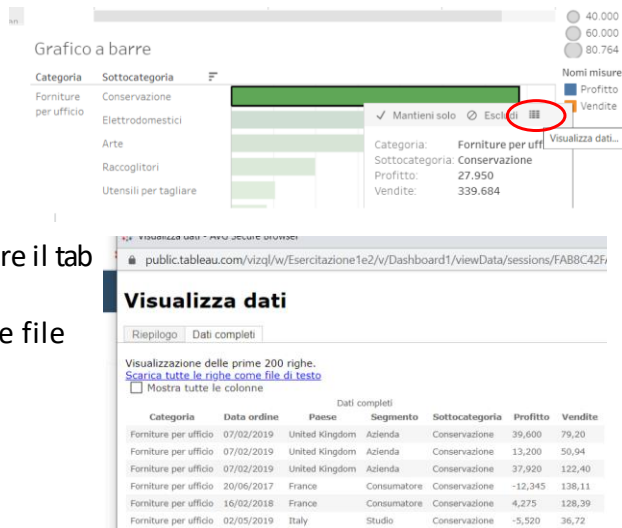 40.000
60.000
80.764
Grafico a barre
Categoria Sottocategoria
Nomi misure
Forniture per ufficio
Conservazione
Profitto
Vendite
Elettrodomestici
Arte
Raccoglitori
Utensili per tagliare
Mantieni solo Escludi
Visualizza dati...
Categoria: Forniture per uff
Sottocategoria: Conservazione
Profitto: 27.950
Vendite: 339.684
re il tab
e file
Visualizza dati - AVG Secure Browser
public.tableau.com/vizql/w/Esercitazione1e2/v/Dashboard1/viewData/sessions/FAB8C42F
Visualizza dati
Riepilogo Dati completi
Visualizzazione delle prime 200 righe.
Scarica tutte le righe come file di testo
Mostra tutte le colonne
Dati completi
Categoria Data ordine Paese Segmento Sottocategoria Profitto Vendite
Forniture per ufficio 07/02/2019 United Kingdom Azienda Conservazione 39,600 79,20
Forniture per ufficio 07/02/2019 United Kingdom Azienda Conservazione 13,200 50,94
Forniture per ufficio 07/02/2019 United Kingdom Azienda Conservazione 37,920 122,40
Forniture per ufficio 20/06/2017 France Consumatore Conservazione -12,345 138,11
Forniture per ufficio 16/02/2018 France Consumatore Conservazione 4,275 128,39
Forniture per ufficio 02/05/2019 Italy Studio Conservazione -5,520 36,72